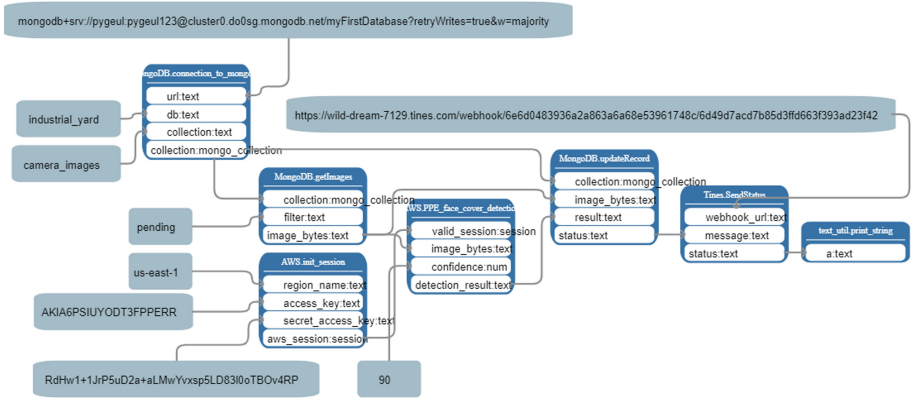 mongodb+srv://pygeul:pygeul123@cluster0.do0sg.mongodb.net/myFirstDatabase?retryWrites=true&w=majority
ongoDB.connection_to_mongo
url:text
db:text
collection:text
collection:mongo_collection
industrial_yard
camera_images
https://wild-dream-7129.tines.com/webhook/6e6d0483936a2a863a6a68e53961748c/6d49d7acd7b85d3ffd663f393ad23f42
MongoDB.getImages
collection:mongo_collection
filter:text
image_bytes:text
pending
AWS.init_session
region_name:text
access_key:text
secret_access_key:text
aws_session:session
us-east-1
AKIA6PSIUYODT3FPPERR
RdHw1+1JrP5uD2a+aLMwYvxsp5LD83l0oTBOv4RP
90
AWS.PPE_face_cover_detection
valid_session:session
image_bytes:text
confidence:num
detection_result:text
MongoDB.updateRecord
collection:mongo_collection
image_bytes:text
result:text
status:text
Tines.SendStatus
webhook_url:text
message:text
status:text
text_util.print_string
a:text